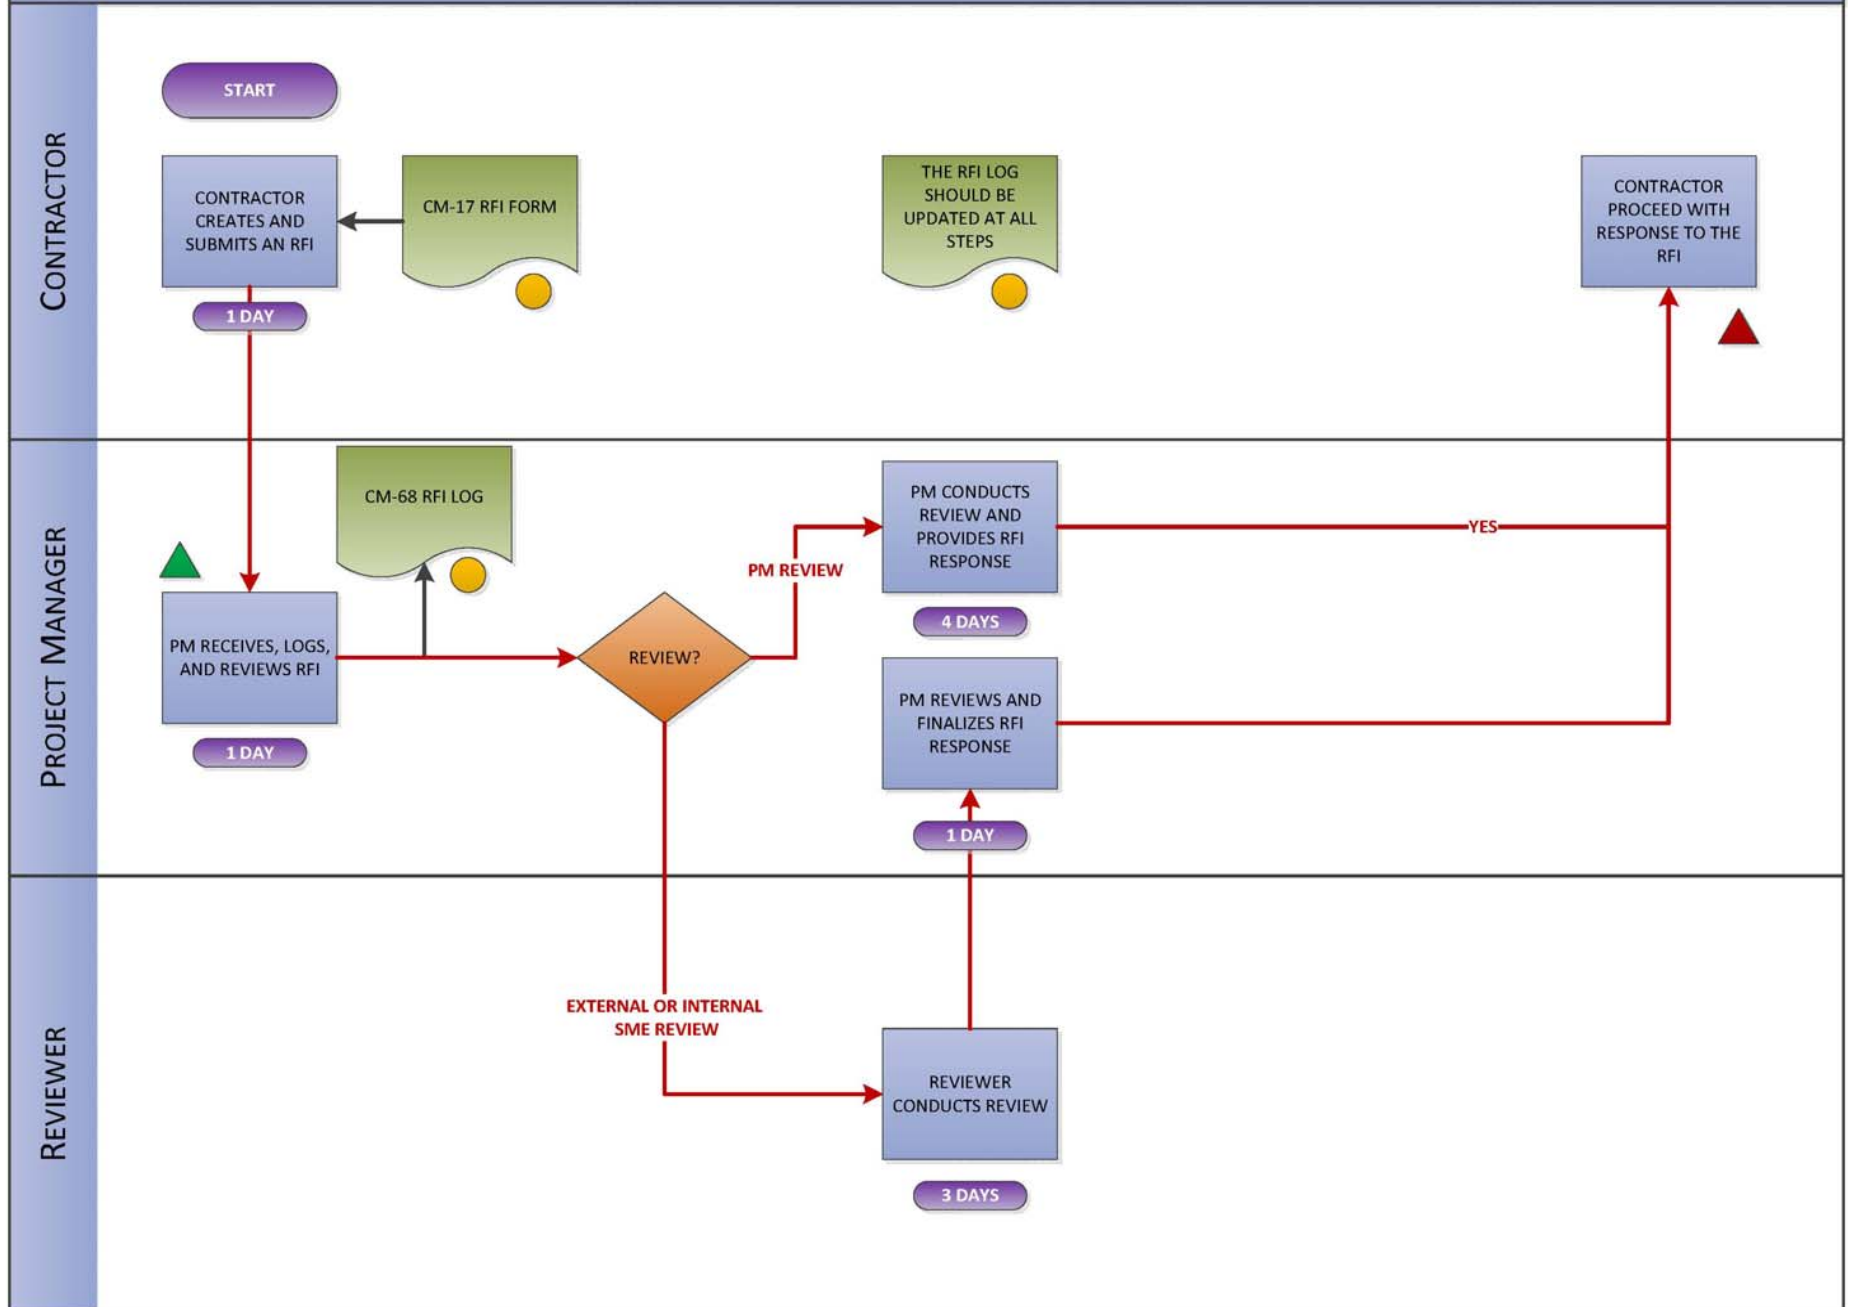 CONTRACTOR
START
CONTRACTOR
CREATES AND
SUBMITS AN RFI
1 DAY
CM-17 RFI FORM
THE RFI LOG
SHOULD BE
UPDATED AT ALL
STEPS
CONTRACTOR
PROCEED WITH
RESPONSE TO THE
RFI
PROJECT MANAGER
CM-68 RFI LOG
PM RECEIVES, LOGS,
AND REVIEWS RFI
1 DAY
REVIEW?
PM REVIEW
PM CONDUCTS
REVIEW AND
PROVIDES RFI
RESPONSE
4 DAYS
YES
PM REVIEWS AND
FINALIZES RFI
RESPONSE
1 DAY
REVIEWER
EXTERNAL OR INTERNAL
SME REVIEW
REVIEWER
CONDUCTS REVIEW
3 DAYS